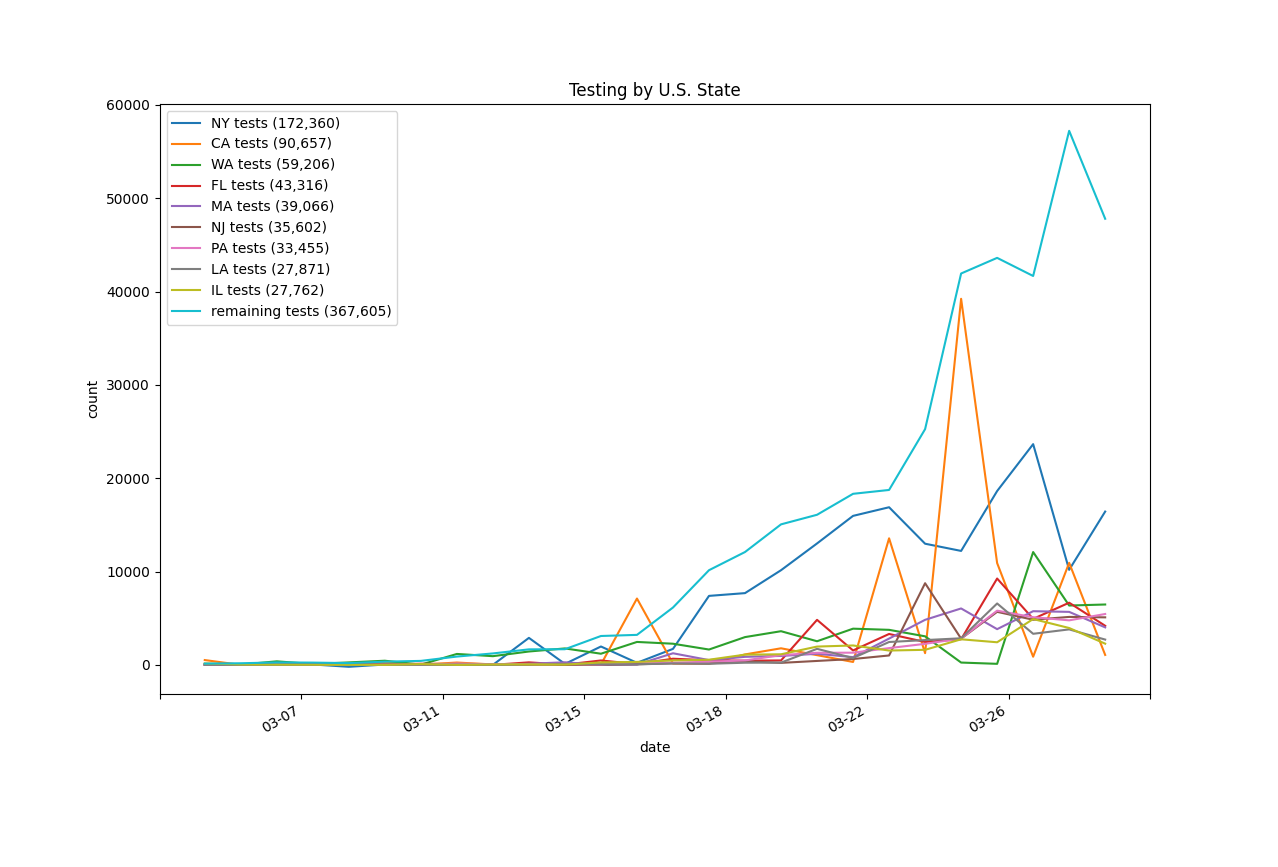 Testing by U.S. State
60000
50000
40000
30000
20000
10000
0
count
NY tests (172,360)
CA tests (90,657)
WA tests (59,206)
FL tests (43,316)
MA tests (39,066)
NJ tests (35,602)
PA tests (33,455)
LA tests (27,871)
IL tests (27,762)
remaining tests (367,605)
03-07
03-11
03-15
03-18
03-22
03-26
date